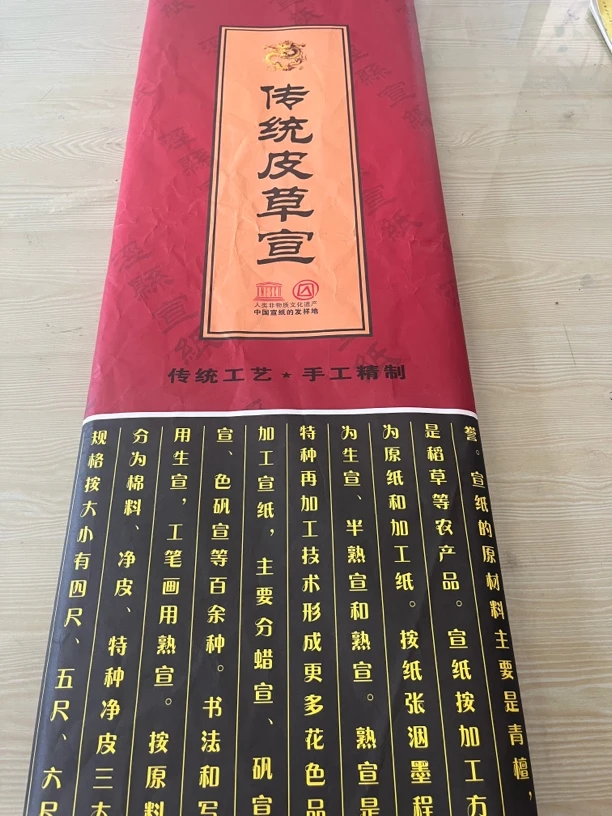 传统皮草宣
人类非物质文化遗产
中国宣纸的发祥地
传统工艺★手工精制
誉。宣纸的原材料主要是青檀，
是稻草等农产品。宣纸按加工方
为原纸和加工纸。按纸张洇墨程
为生宣、半熟宣和熟宣。熟宣是
特种再加工技术形成更多花色品
加工宣纸，主要分蜡宣、矾宣
宣、色矾宣等百余种。书法和写
用生宣，工笔画用熟宣。按原料
分为棉料、净皮、特种净皮三大
规格按大小有四尺、五尺、六尺